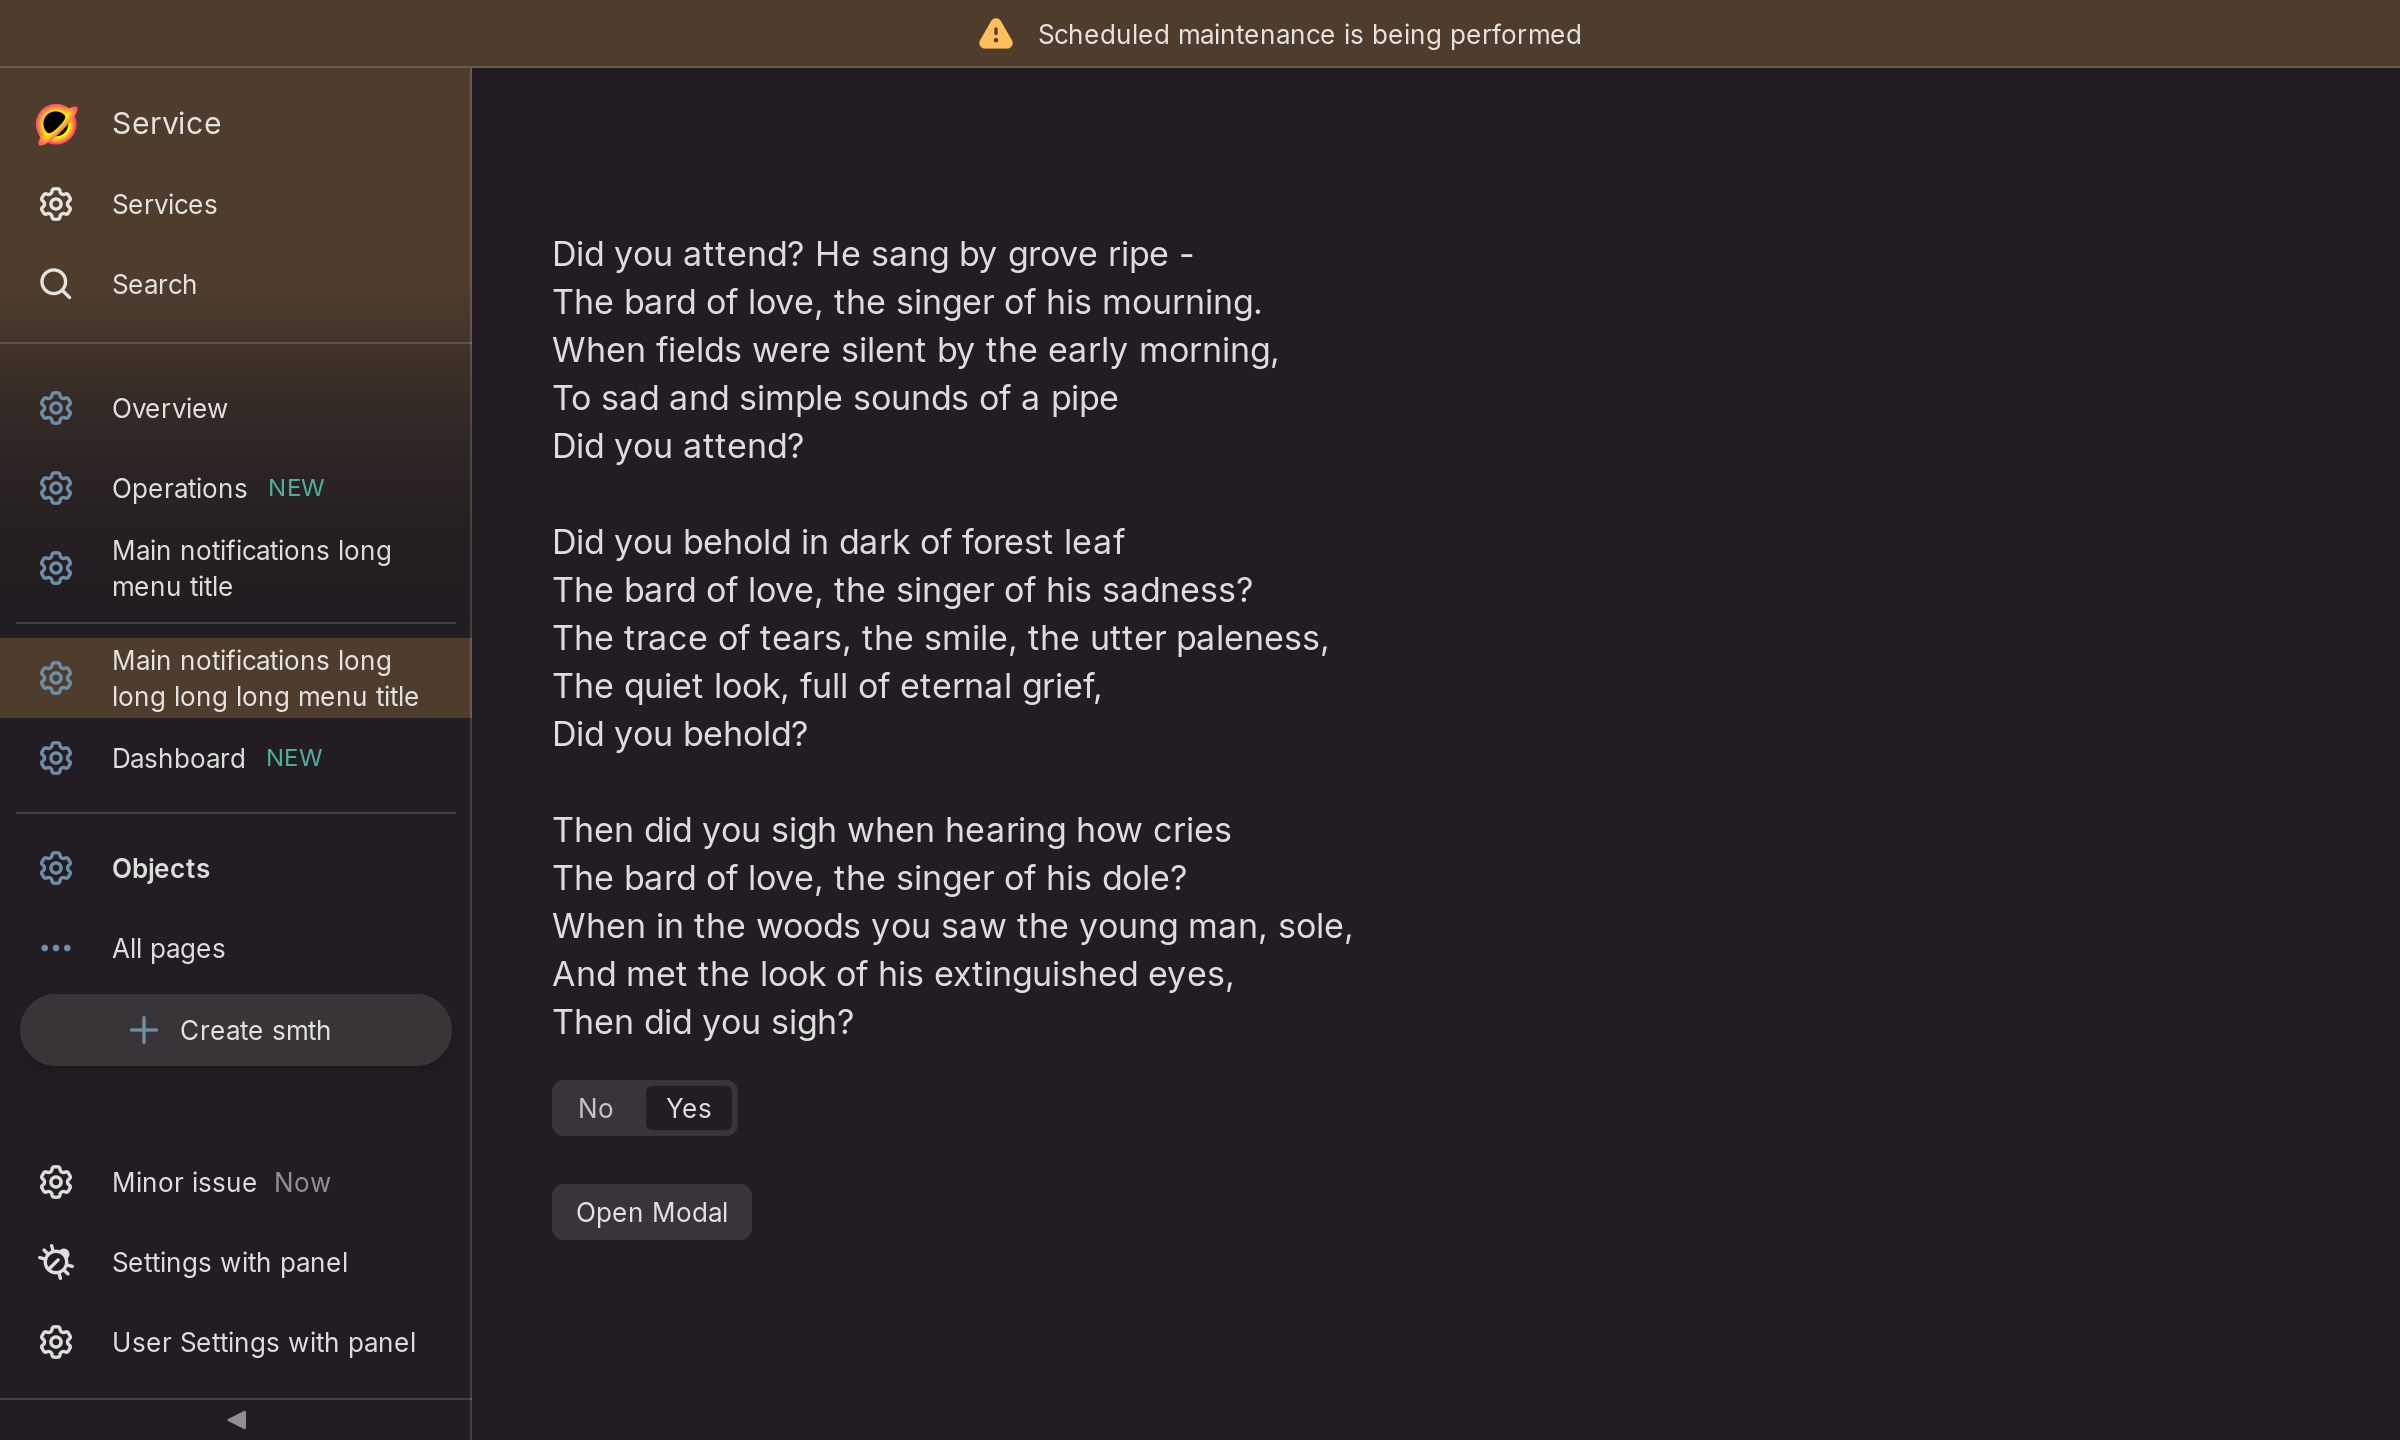 Scheduled maintenance is being performed
Service
Services
Search
Overview
Operations NEW
Main notifications long
menu title
Main notifications long
long long long menu title
Dashboard NEW
Objects
All pages
Create smth
Minor issue Now
Settings with panel
User Settings with panel
Did you attend? He sang by grove ripe -
The bard of love, the singer of his mourning.
When fields were silent by the early morning,
To sad and simple sounds of a pipe
Did you attend?
Did you behold in dark of forest leaf
The bard of love, the singer of his sadness?
The trace of tears, the smile, the utter paleness,
The quiet look, full of eternal grief,
Did you behold?
Then did you sigh when hearing how cries
The bard of love, the singer of his dole?
When in the woods you saw the young man, sole,
And met the look of his extinguished eyes,
Then did you sigh?
No Yes
Open Modal